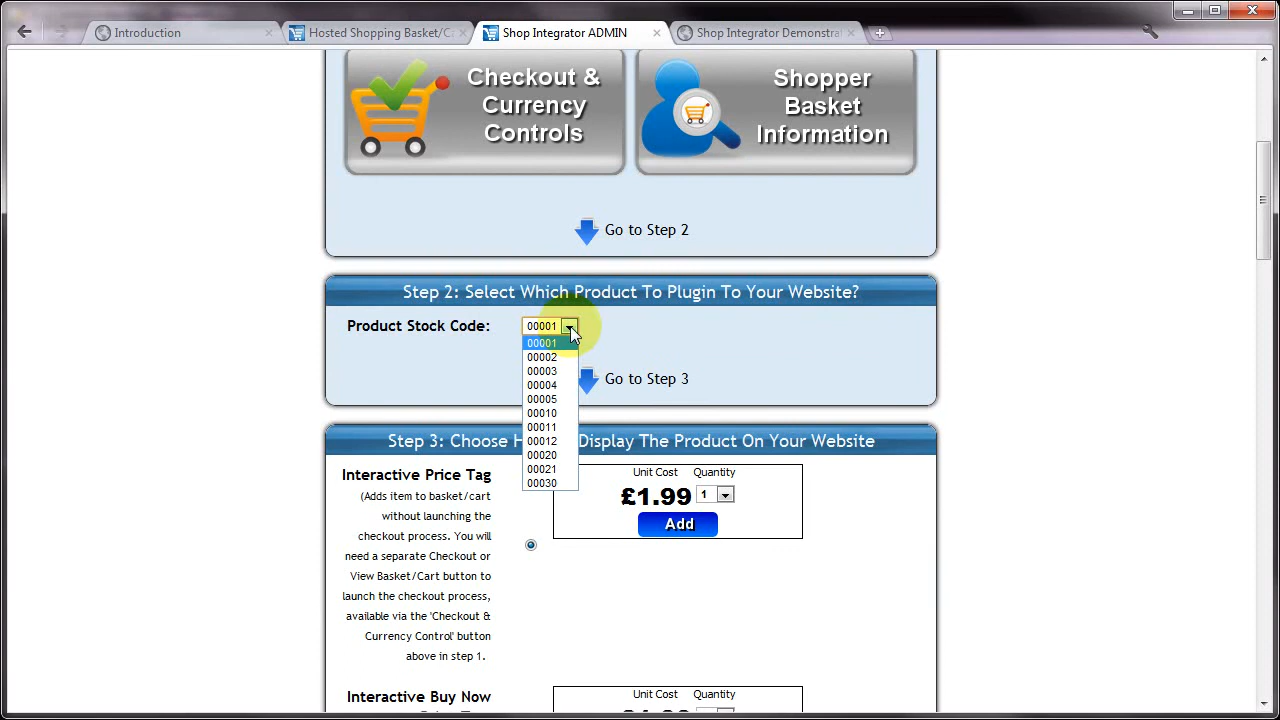 Introduction
Hosted Shopping Basket/Ca
Shop Integrator ADMIN
Shop Integrator Demonstrat
Checkout &
Currency
Controls
Shopper
Basket
Information
Go to Step 2
Step 2: Select Which Product To Plugin To Your Website?
Product Stock Code:
00001
00001
00002
00003
00004
00005
00010
00011
00012
00020
00021
00030
Go to Step 3
Step 3: Choose H
Display The Product On Your Website
Interactive Price Tag
(Adds item to basket/cart
without launching the
checkout process. You will
need a separate Checkout or
View Basket/Cart button to
launch the checkout process,
available via the 'Checkout &
Currency Control' button
above in step 1.
Unit Cost Quantity
£1.99 1
Add
Interactive Buy Now
Unit Cost Quantity